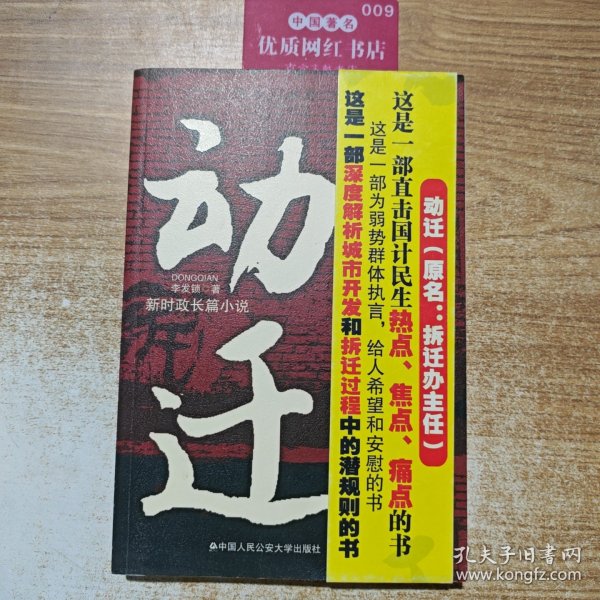 009
中国著名
优质网红书店
动迁
DONGQIAN
李发锁 著
新时政长篇小说
中国人民公安大学出版社
动迁（原名：拆迁办主任）
这是一部直击国计民生热点、焦点、痛点的书
这是一部为弱势群体执言，给人希望和安慰的书
这是一部深度解析城市开发和拆迁过程中的潜规则的书
孔夫子旧书网
www.kongfz.com